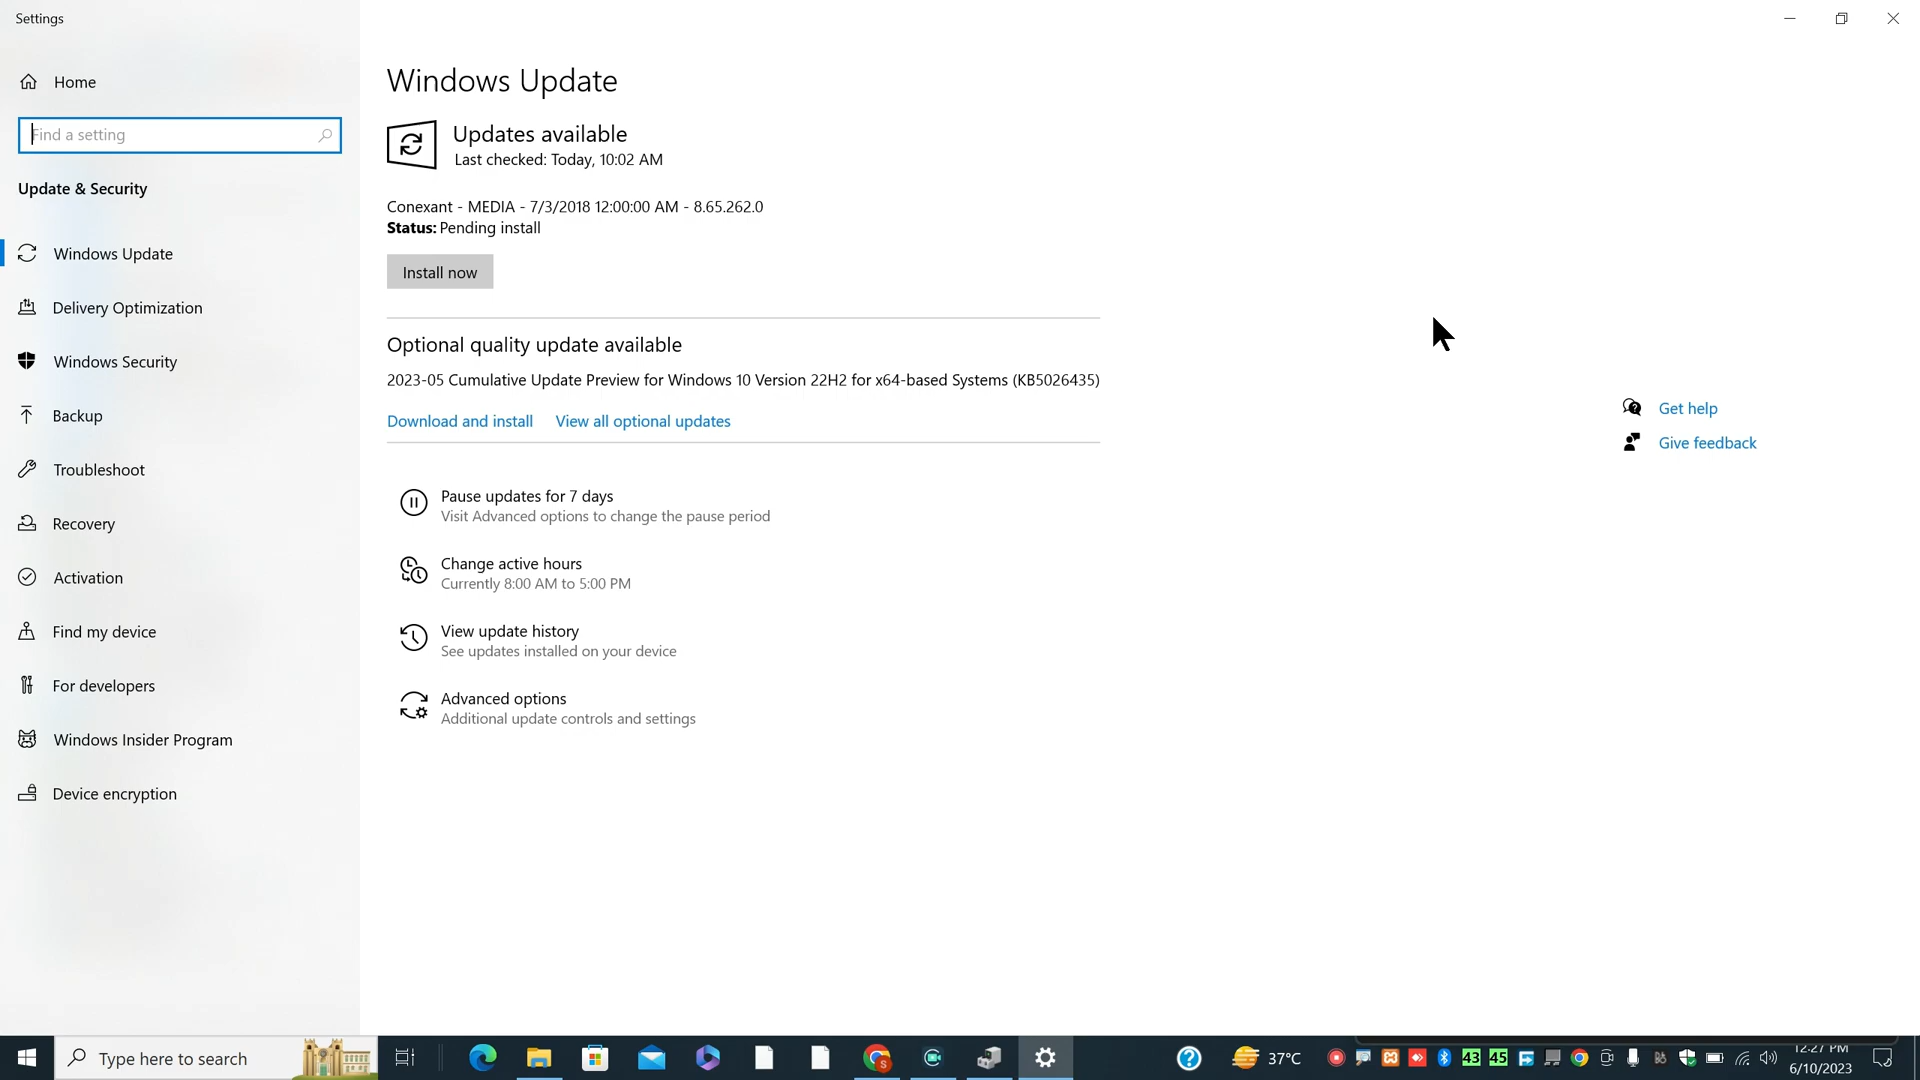 Settings
Home
Find a setting
Update & Security
Windows Update
Delivery Optimization
Windows Security
Backup
Troubleshoot
Recovery
Activation
Find my device
For developers
Windows Insider Program
Device encryption
Windows Update
Updates available
Last checked: Today, 10:02 AM
Conexant - MEDIA - 7/3/2018 12:00:00 AM - 8.65.262.0
Status: Pending install
Install now
Optional quality update available
2023-05 Cumulative Update Preview for Windows 10 Version 22H2 for x64-based Systems (KB5026435)
Download and install View all optional updates
Pause updates for 7 days
Visit Advanced options to change the pause period
Change active hours
Currently 8:00 AM to 5:00 PM
View update history
See updates installed on your device
Advanced options
Additional update controls and settings
Get help
Give feedback
Type here to search
37°C
43 45
12:27 PM
6/10/2023